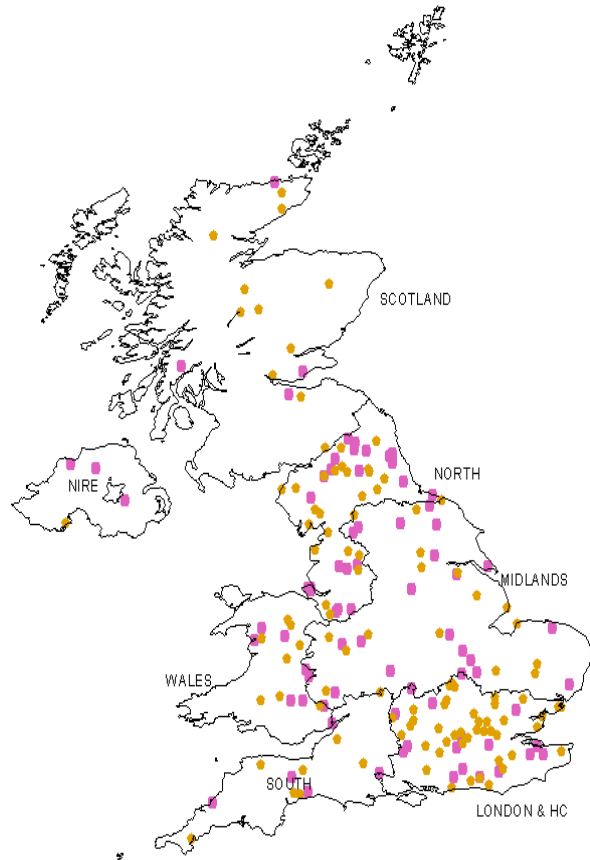 SCOTLAND
NORTH
NIRE
MIDLANDS
WALES
SOUTH
LONDON & HC